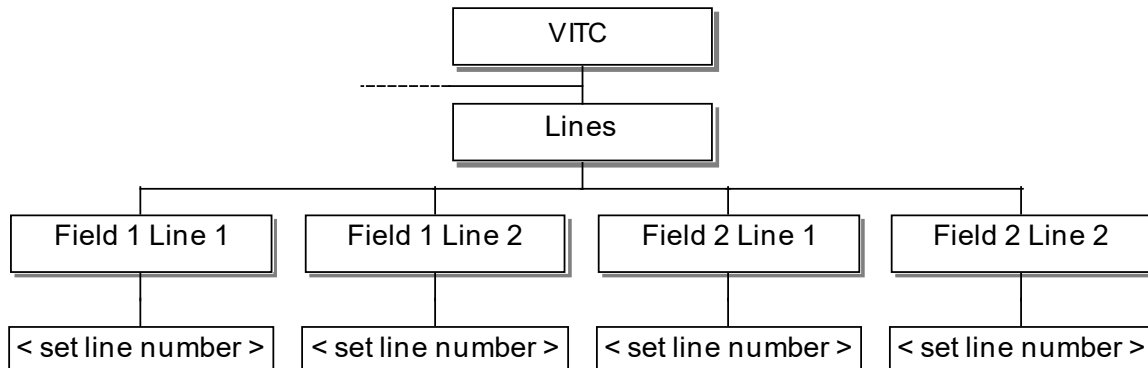 VITC
Lines
Field 1 Line 1
Field 1 Line 2
Field 2 Line 1
Field 2 Line 2
< set line number >
< set line number >
< set line number >
< set line number >